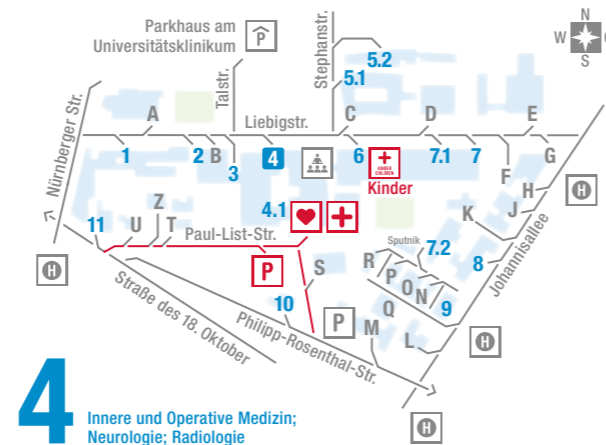 Parkhaus am
Universitätsklinikum
P
Talstr.
Stephanstr.
5.2
5.1
N
W
S
Nürnberger Str.
A
Liebigstr.
C
D
E
1
2
B
3
4
6
KINDER
CHILDREN
Kinder
7.1
7
F
G
H
H
J
K
Johannisallee
4.1
Z
11
U
T
Paul-List-Str.
P
S
Sputnik
7.2
R
P
O
N
8
9
H
Straße des 18. Oktober
10
Philipp-Rosenthal-Str.
P
Q
M
L
H
H
4
Innere und Operative Medizin;
Neurologie; Radiologie